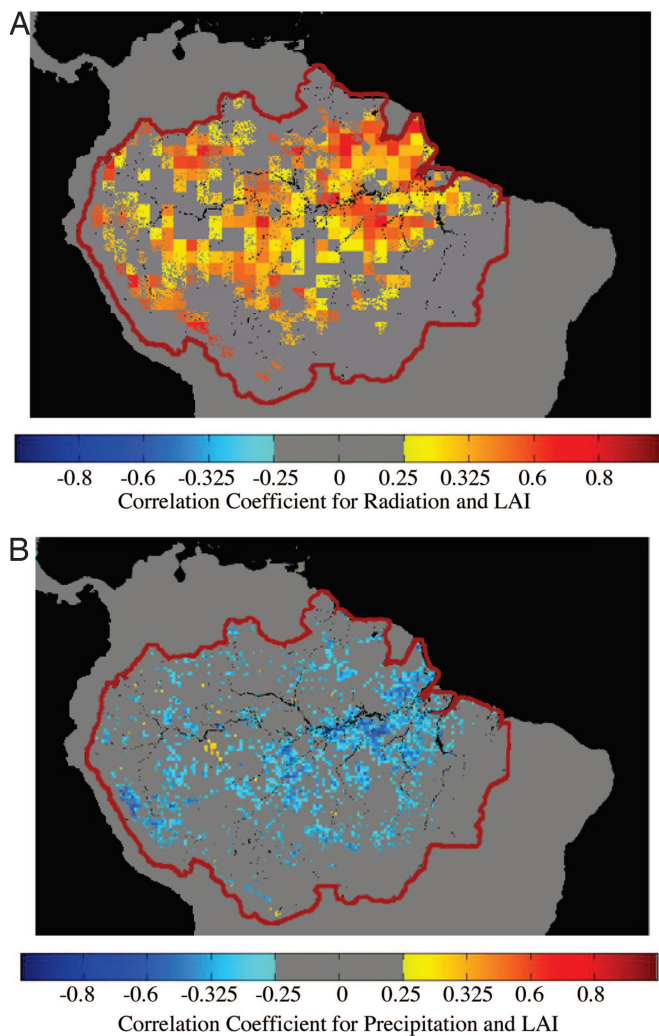 A
-0.8 -0.6 -0.325 -0.25 0 0.25 0.325 0.6 0.8
Correlation Coefficient for Radiation and LAI
B
-0.8 -0.6 -0.325 -0.25 0 0.25 0.325 0.6 0.8
Correlation Coefficient for Precipitation and LAI